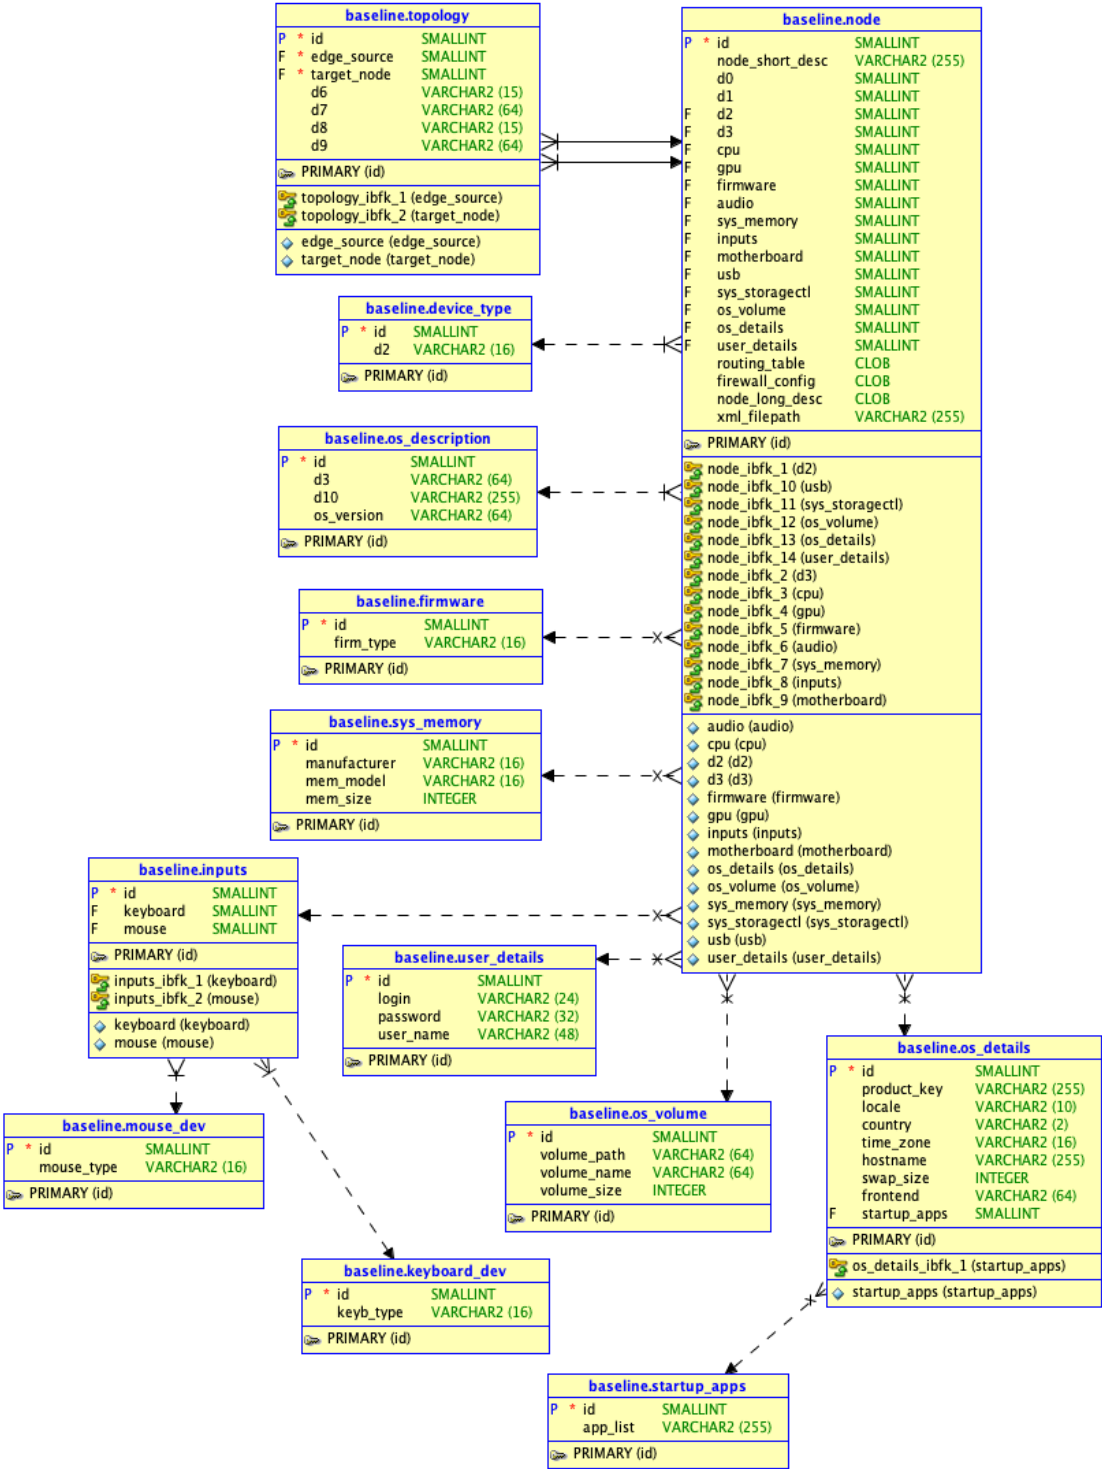 baseline.topology
P * id SMALLINT
F * edge_source SMALLINT
F * target_node SMALLINT
d6 VARCHAR2 (15)
d7 VARCHAR2 (64)
d8 VARCHAR2 (15)
d9 VARCHAR2 (64)
PRIMARY (id)
topology_ibfk_1 (edge_source)
topology_ibfk_2 (target_node)
edge_source (edge_source)
target_node (target_node)
baseline.node
P * id SMALLINT
node_short_desc VARCHAR2 (255)
d0 SMALLINT
d1 SMALLINT
F d2 SMALLINT
F d3 SMALLINT
F cpu SMALLINT
F gpu SMALLINT
F firmware SMALLINT
F audio SMALLINT
F sys_memory SMALLINT
F inputs SMALLINT
F motherboard SMALLINT
F usb SMALLINT
F sys_storagectl SMALLINT
F os_volume SMALLINT
F os_details SMALLINT
F user_details SMALLINT
routing_table CLOB
firewall_config CLOB
node_long_desc CLOB
xml_filepath VARCHAR2 (255)
PRIMARY (id)
node_ibfk_1 (d2)
node_ibfk_10 (usb)
node_ibfk_11 (sys_storagectl)
node_ibfk_12 (os_volume)
node_ibfk_13 (os_details)
node_ibfk_14 (user_details)
node_ibfk_2 (d3)
node_ibfk_3 (cpu)
node_ibfk_4 (gpu)
node_ibfk_5 (firmware)
node_ibfk_6 (audio)
node_ibfk_7 (sys_memory)
node_ibfk_8 (inputs)
node_ibfk_9 (motherboard)
audio (audio)
cpu (cpu)
d2 (d2)
d3 (d3)
firmware (firmware)
gpu (gpu)
inputs (inputs)
motherboard (motherboard)
os_details (os_details)
os_volume (os_volume)
sys_memory (sys_memory)
sys_storagectl (sys_storagectl)
usb (usb)
user_details (user_details)
baseline.device_type
P * id SMALLINT
d2 VARCHAR2 (16)
PRIMARY (id)
baseline.os_description
P * id SMALLINT
d3 VARCHAR2 (64)
d10 VARCHAR2 (255)
os_version VARCHAR2 (64)
PRIMARY (id)
baseline.firmware
P * id SMALLINT
firm_type VARCHAR2 (16)
PRIMARY (id)
baseline.sys_memory
P * id SMALLINT
manufacturer VARCHAR2 (16)
mem_model VARCHAR2 (16)
mem_size INTEGER
PRIMARY (id)
baseline.inputs
P * id SMALLINT
F keyboard SMALLINT
F mouse SMALLINT
PRIMARY (id)
inputs_ibfk_1 (keyboard)
inputs_ibfk_2 (mouse)
keyboard (keyboard)
mouse (mouse)
baseline.user_details
P * id SMALLINT
login VARCHAR2 (24)
password VARCHAR2 (32)
user_name VARCHAR2 (48)
PRIMARY (id)
baseline.os_details
P * id SMALLINT
product_key VARCHAR2 (255)
locale VARCHAR2 (10)
country VARCHAR2 (2)
time_zone VARCHAR2 (16)
hostname VARCHAR2 (255)
swap_size INTEGER
frontend VARCHAR2 (64)
F startup_apps SMALLINT
PRIMARY (id)
os_details_ibfk_1 (startup_apps)
startup_apps (startup_apps)
baseline.mouse_dev
P * id SMALLINT
mouse_type VARCHAR2 (16)
PRIMARY (id)
baseline.os_volume
P * id SMALLINT
volume_path VARCHAR2 (64)
volume_name VARCHAR2 (64)
volume_size INTEGER
PRIMARY (id)
baseline.keyboard_dev
P * id SMALLINT
keyb_type VARCHAR2 (16)
PRIMARY (id)
baseline.startup_apps
P * id SMALLINT
app_list VARCHAR2 (255)
PRIMARY (id)